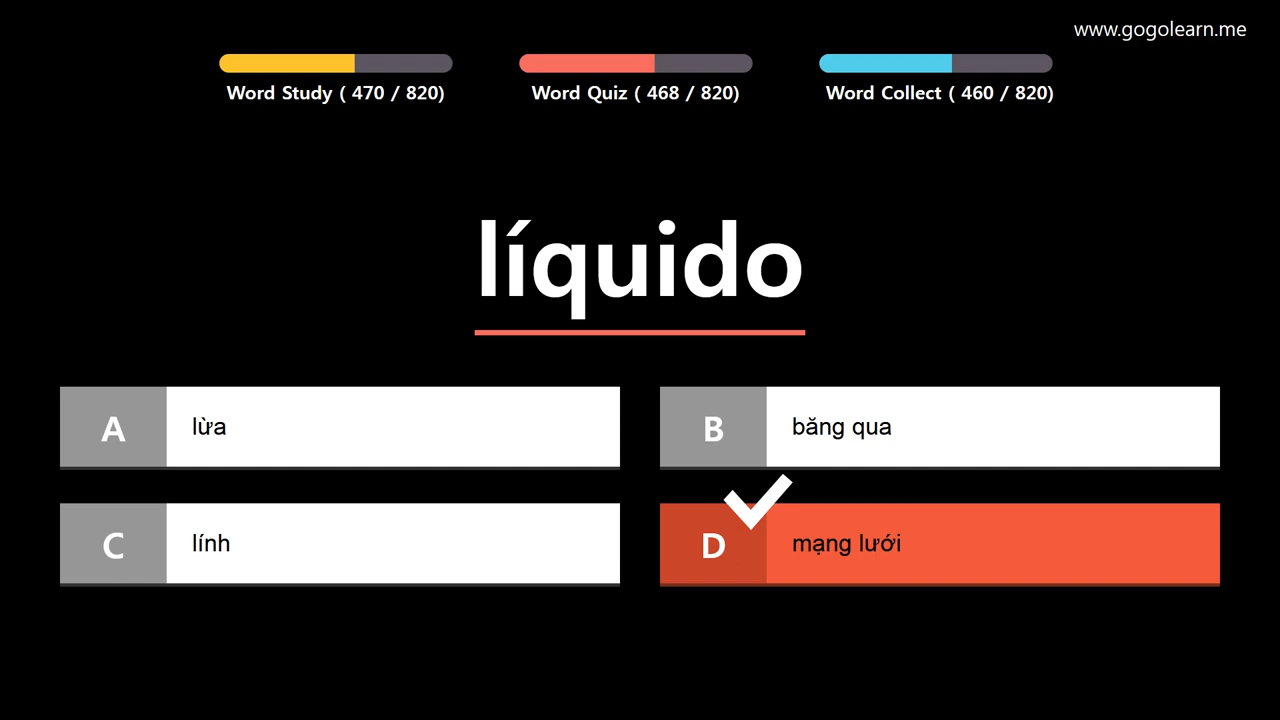 www.gogolearn.me
Word Study ( 470 / 820)
Word Quiz ( 468 / 820)
Word Collect ( 460 / 820)
líquido
A lừa
B băng qua
C lính
D mạng lưới